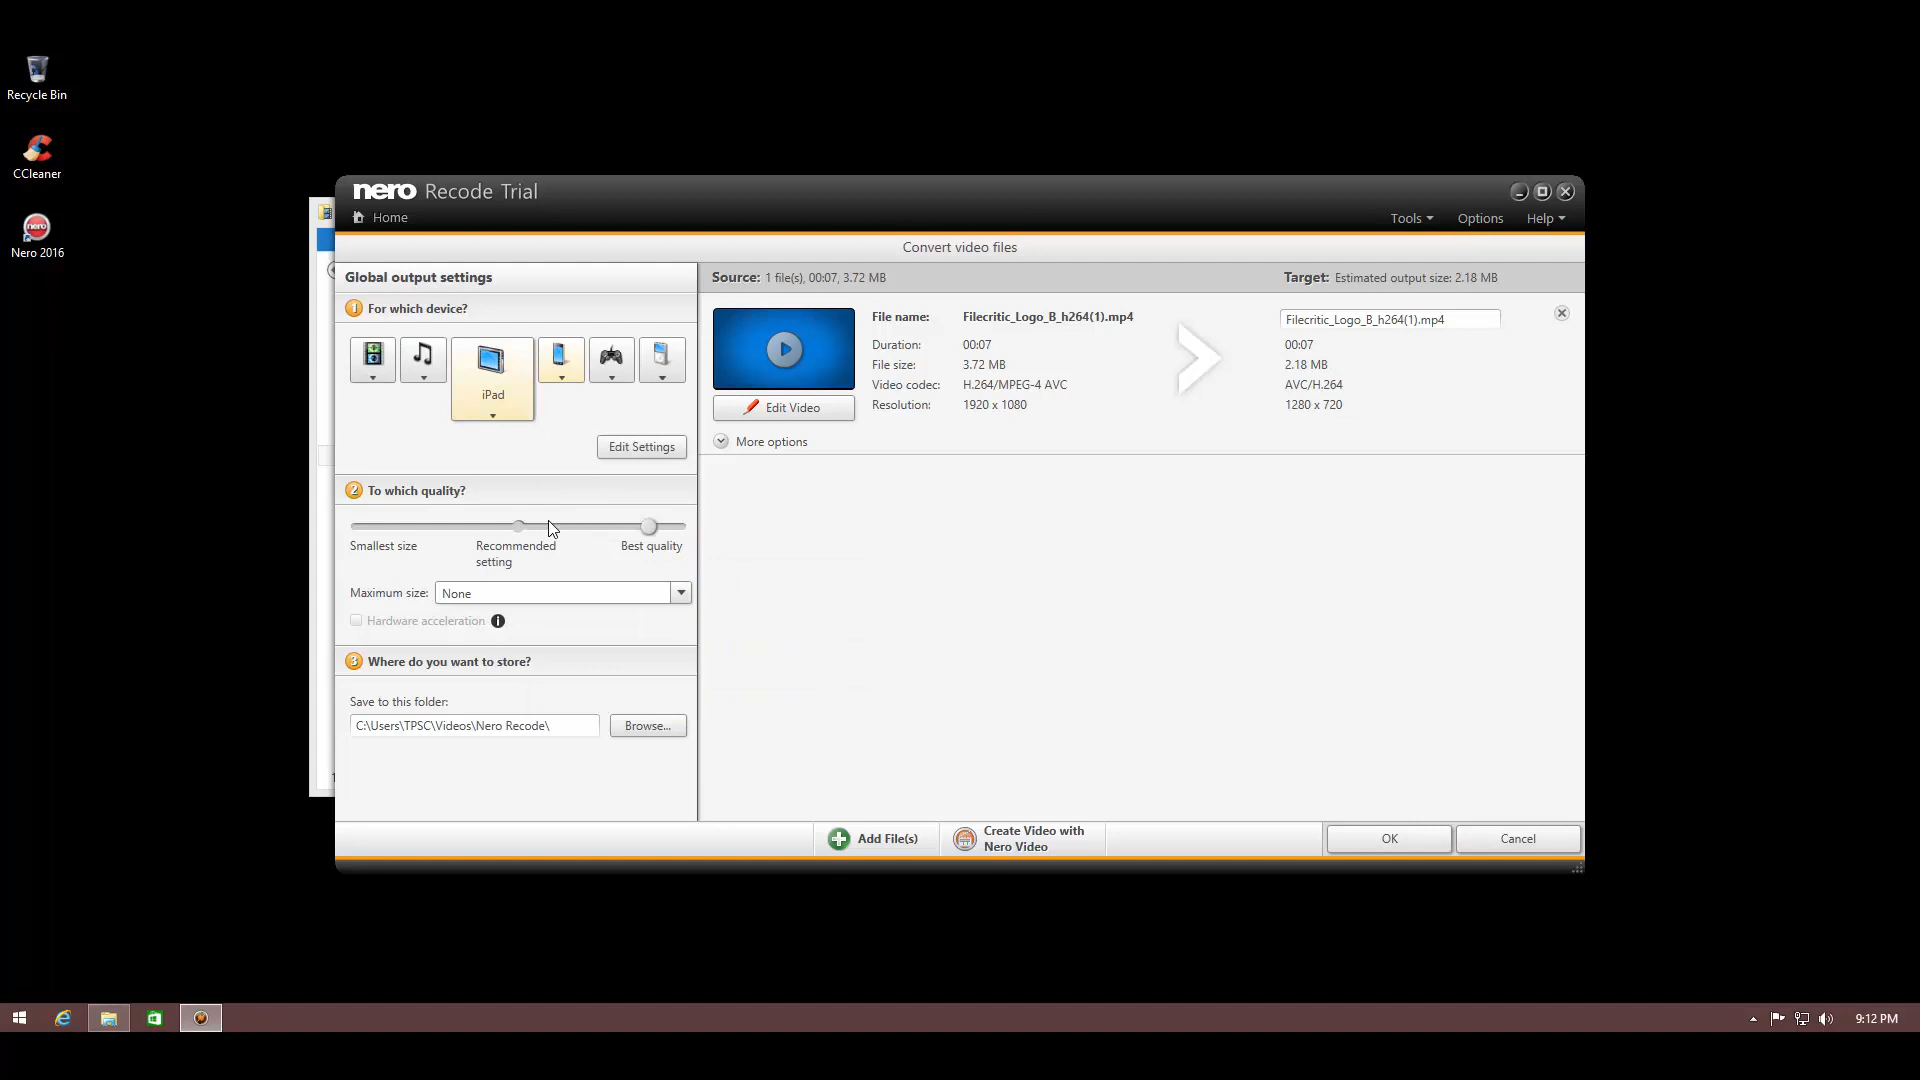 Recycle Bin
CCleaner
nero
Nero 2016
nero Recode Trial
Home
Tools
Options
Help
Convert video files
Global output settings
1 For which device?
iPad
Edit Settings
2 To which quality?
Smallest size
Recommended setting
Best quality
Maximum size: None
Hardware acceleration i
3 Where do you want to store?
Save to this folder:
C:\Users\TPSC\Videos\Nero Recode\
Browse...
Source: 1 file(s), 00:07, 3.72 MB
Target: Estimated output size: 2.18 MB
File name: Filecritic_Logo_B_h264(1).mp4
Filecritic_Logo_B_h264(1).mp4
Duration: 00:07
00:07
File size: 3.72 MB
2.18 MB
Video codec: H.264/MPEG-4 AVC
AVC/H.264
Resolution: 1920 x 1080
1280 x 720
Edit Video
More options
Add File(s)
Create Video with
Nero Video
OK
Cancel
9:12 PM